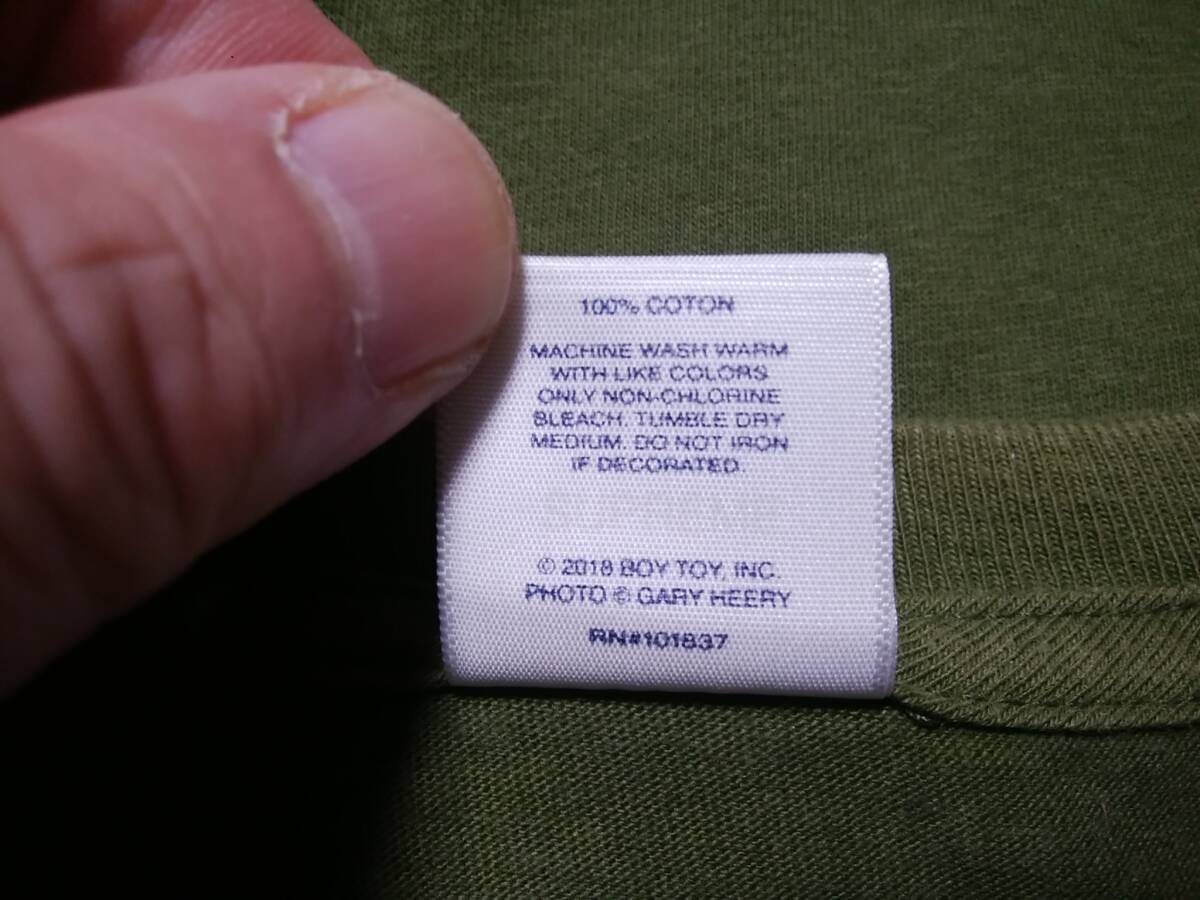 100% COTON
MACHINE WASH WARM
WITH LIKE COLORS
ONLY NON-CHLORINE
BLEACH. TUMBLE DRY
MEDIUM. DO NOT IRON
IF DECORATED.
© 2018 BOY TOY, INC.
PHOTO © GARY HEERY
RN#101837